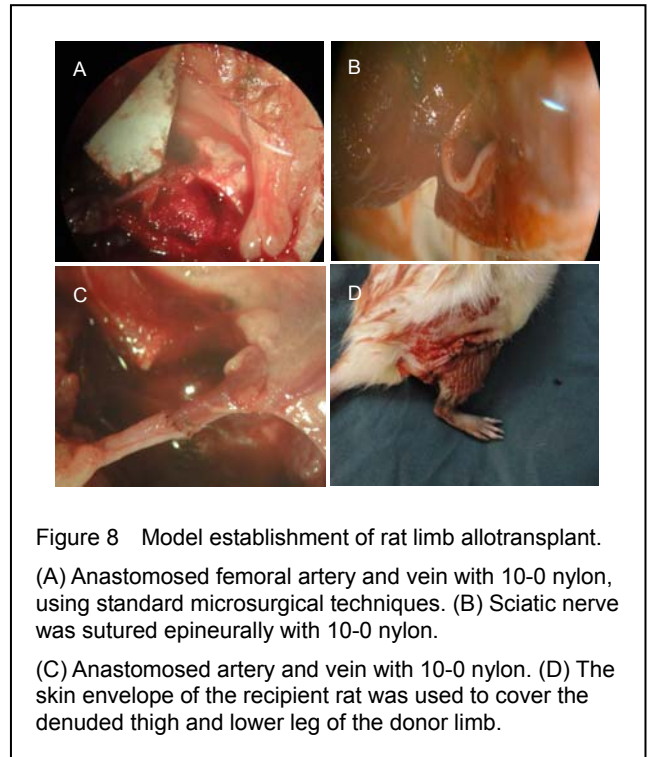 A
B
C
D
Figure 8 Model establishment of rat limb allotransplant.
(A) Anastomosed femoral artery and vein with 10-0 nylon,
using standard microsurgical techniques. (B) Sciatic nerve
was sutured epineurally with 10-0 nylon.
(C) Anastomosed artery and vein with 10-0 nylon. (D) The
skin envelope of the recipient rat was used to cover the
denuded thigh and lower leg of the donor limb.